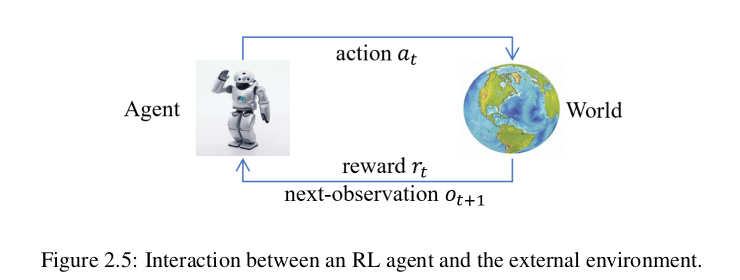 action a_t
Agent
World
reward r_t
next-observation o_{t+1}
Figure 2.5: Interaction between an RL agent and the external environment.